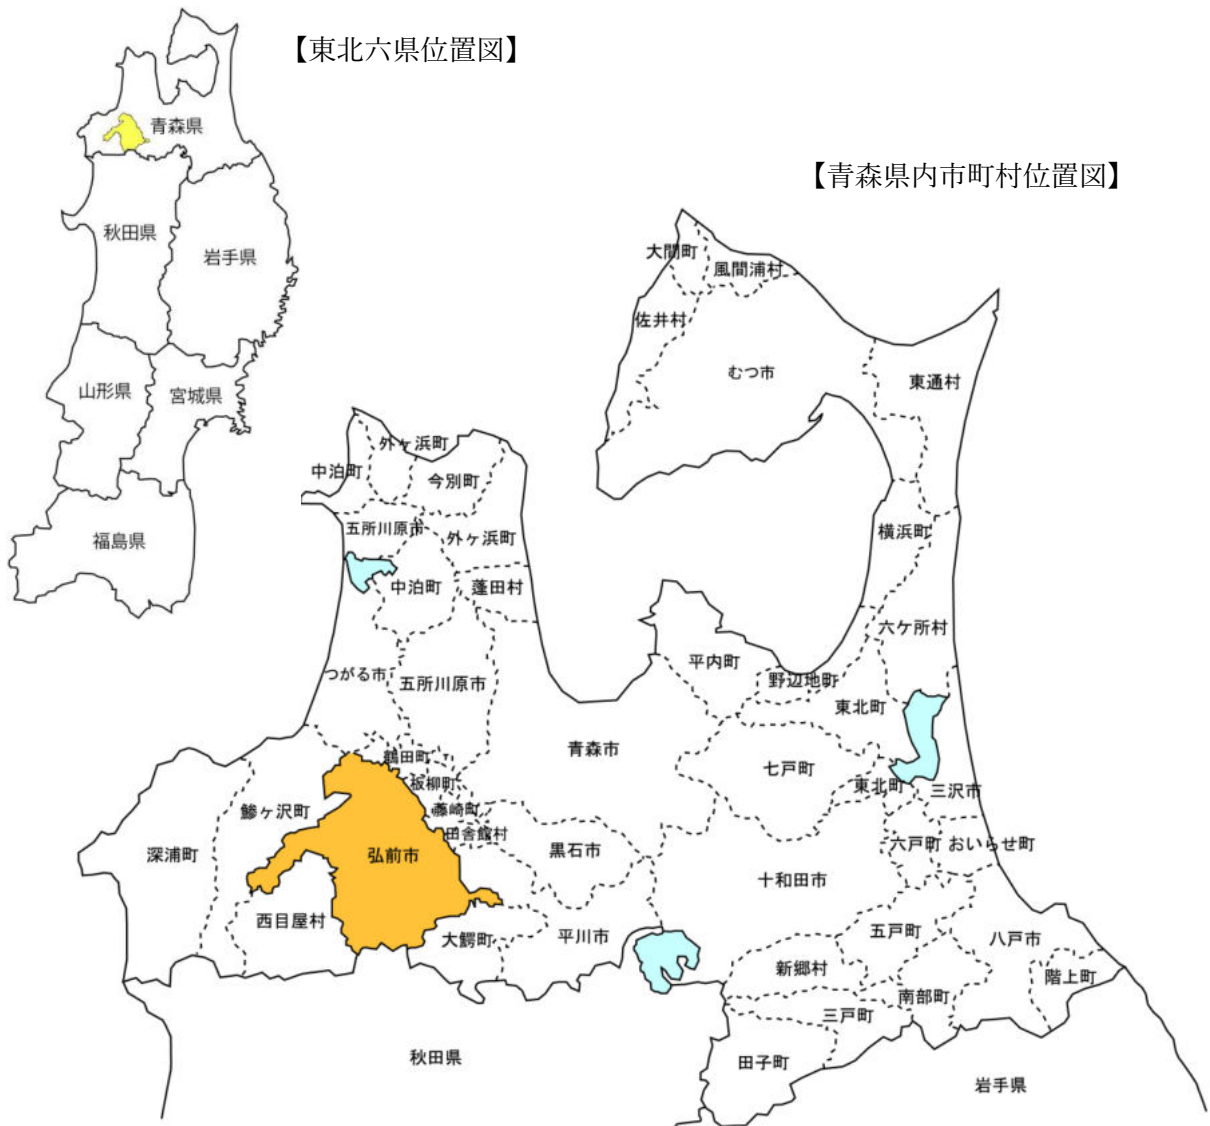 【東北六県位置図】
青森県
秋田県
岩手県
山形県
宮城県
福島県
【青森県内市町村位置図】
大間町
風間浦村
佐井村
むつ市
東通村
外ヶ浜町
中泊町
今別町
五所川原市
外ヶ浜町
横浜町
中泊町
蓬田村
六ケ所村
つがる市
五所川原市
平内町
野辺地町
東北町
青森市
鶴田町
七戸町
板柳町
東北町
三沢市
鰺ヶ沢町
藤崎町
田舎館村
六戸町
おいらせ町
深浦町
弘前市
黒石市
十和田市
西目屋村
大鰐町
平川市
五戸町
八戸市
新郷村
階上町
南部町
三戸町
秋田県
田子町
岩手県